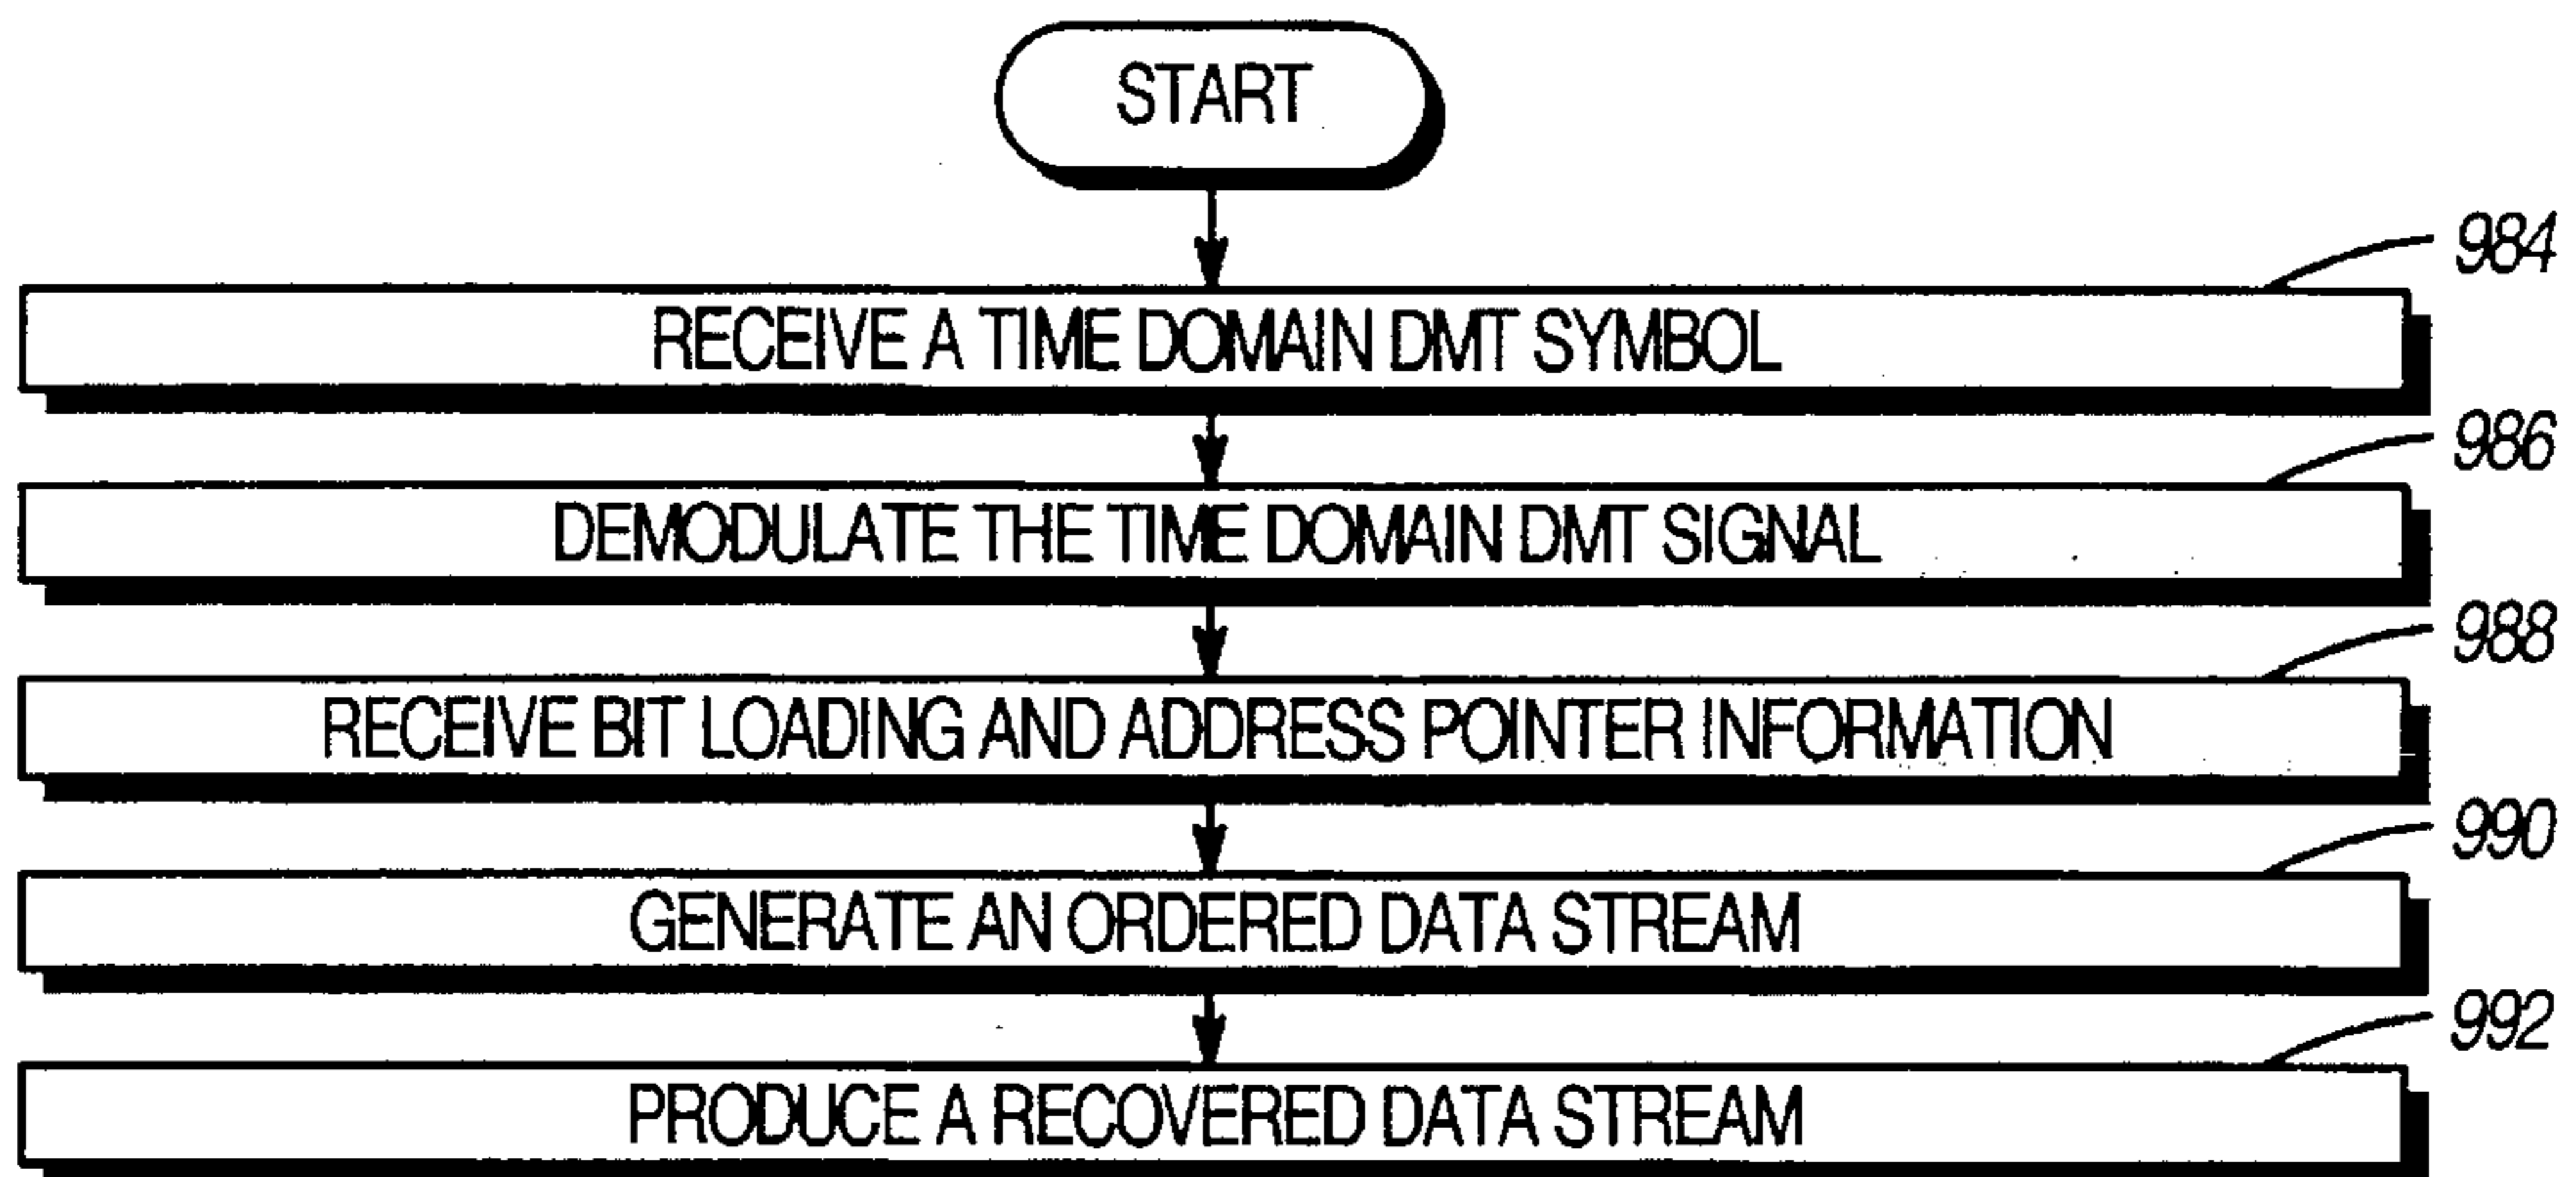 START
984
RECEIVE A TIME DOMAIN DMT SYMBOL
986
DEMODULATE THE TIME DOMAIN DMT SIGNAL
988
RECEIVE BIT LOADING AND ADDRESS POINTER INFORMATION
990
GENERATE AN ORDERED DATA STREAM
992
PRODUCE A RECOVERED DATA STREAM